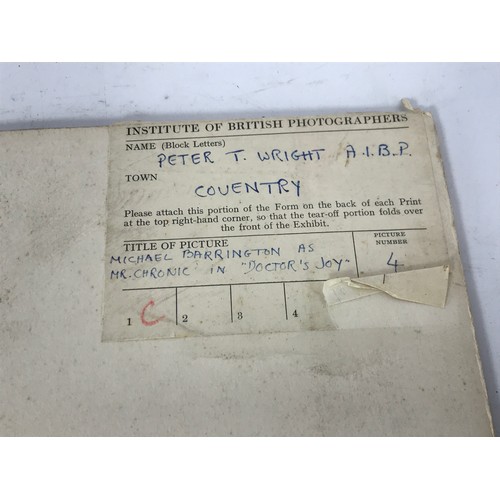 INSTITUTE OF BRITISH PHOTOGRAPHERS
NAME (Block Letters)
PETER T. WRIGHT A.I.B.P.
TOWN
COVENTRY
Please attach this portion of the Form on the back of each Print
at the top right-hand corner, so that the tear-off portion folds over
the front of the Exhibit.
TITLE OF PICTURE
PICTURE
NUMBER
MICHAEL BARRINGTON AS
MR. CHRONIC IN "DOCTOR'S JOY"
4
1 C 2 3 4